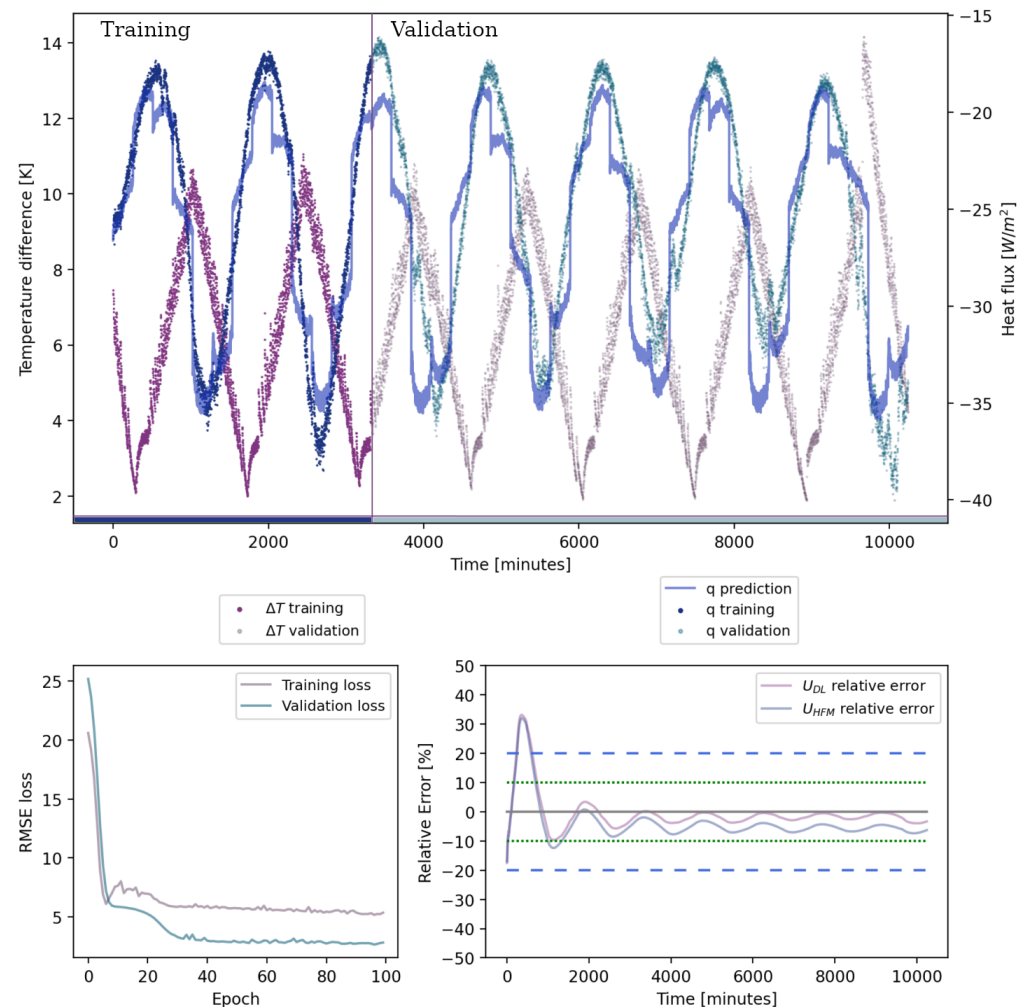 Training
Validation
14
12
10
8
6
4
2
Temperature difference [K]
−15
−20
−25
−30
−35
−40
Heat flux [W/m²]
0
2000
4000
6000
8000
10000
Time [minutes]
ΔT training
ΔT validation
q prediction
q training
q validation
25
20
15
10
5
RMSE loss
Training loss
Validation loss
0
20
40
60
80
100
Epoch
50
40
30
20
10
0
−10
−20
−30
−40
−50
Relative Error [%]
U_DL relative error
U_HFM relative error
0
2000
4000
6000
8000
10000
Time [minutes]